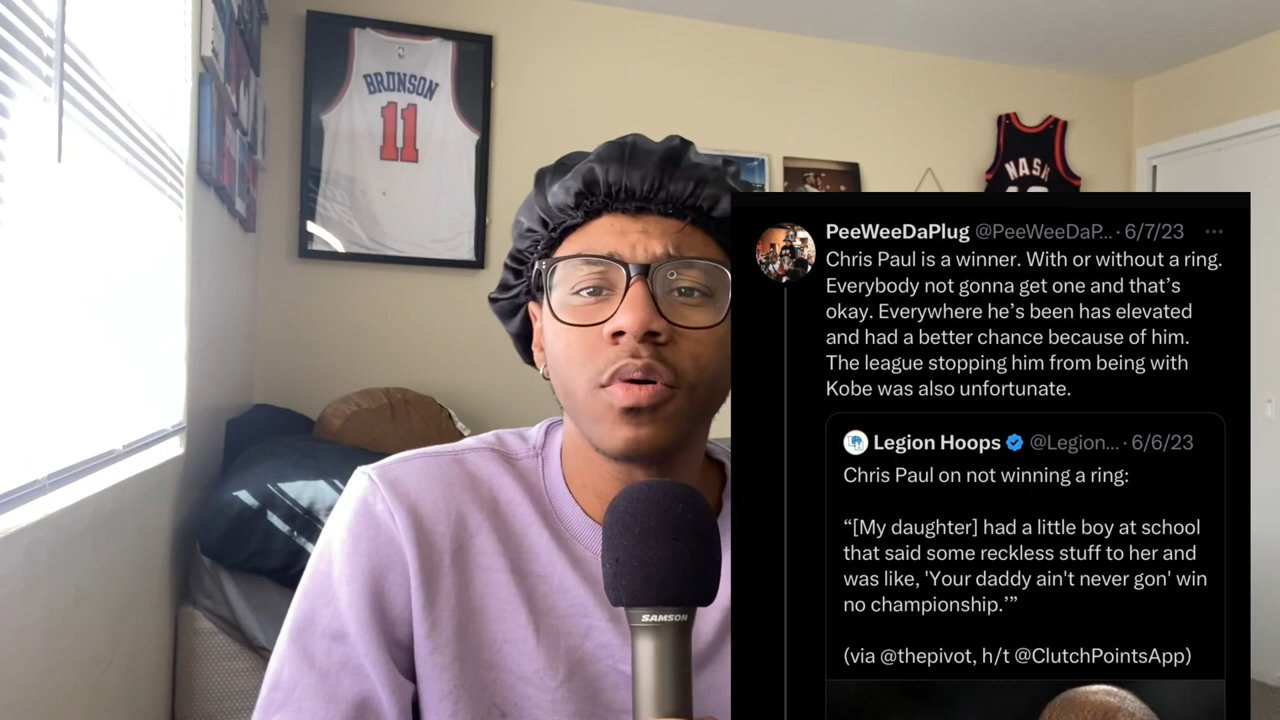 BRUNSON
11
NASH
PeeWeeDaPlug @PeeWeeDaP... · 6/7/23 ···
Chris Paul is a winner. With or without a ring.
Everybody not gonna get one and that’s
okay. Everywhere he’s been has elevated
and had a better chance because of him.
The league stopping him from being with
Kobe was also unfortunate.
Legion Hoops @Legion... · 6/6/23
Chris Paul on not winning a ring:
“[My daughter] had a little boy at school
that said some reckless stuff to her and
was like, 'Your daddy ain't never gon' win
no championship.’”
(via @thepivot, h/t @ClutchPointsApp)
SAMSON